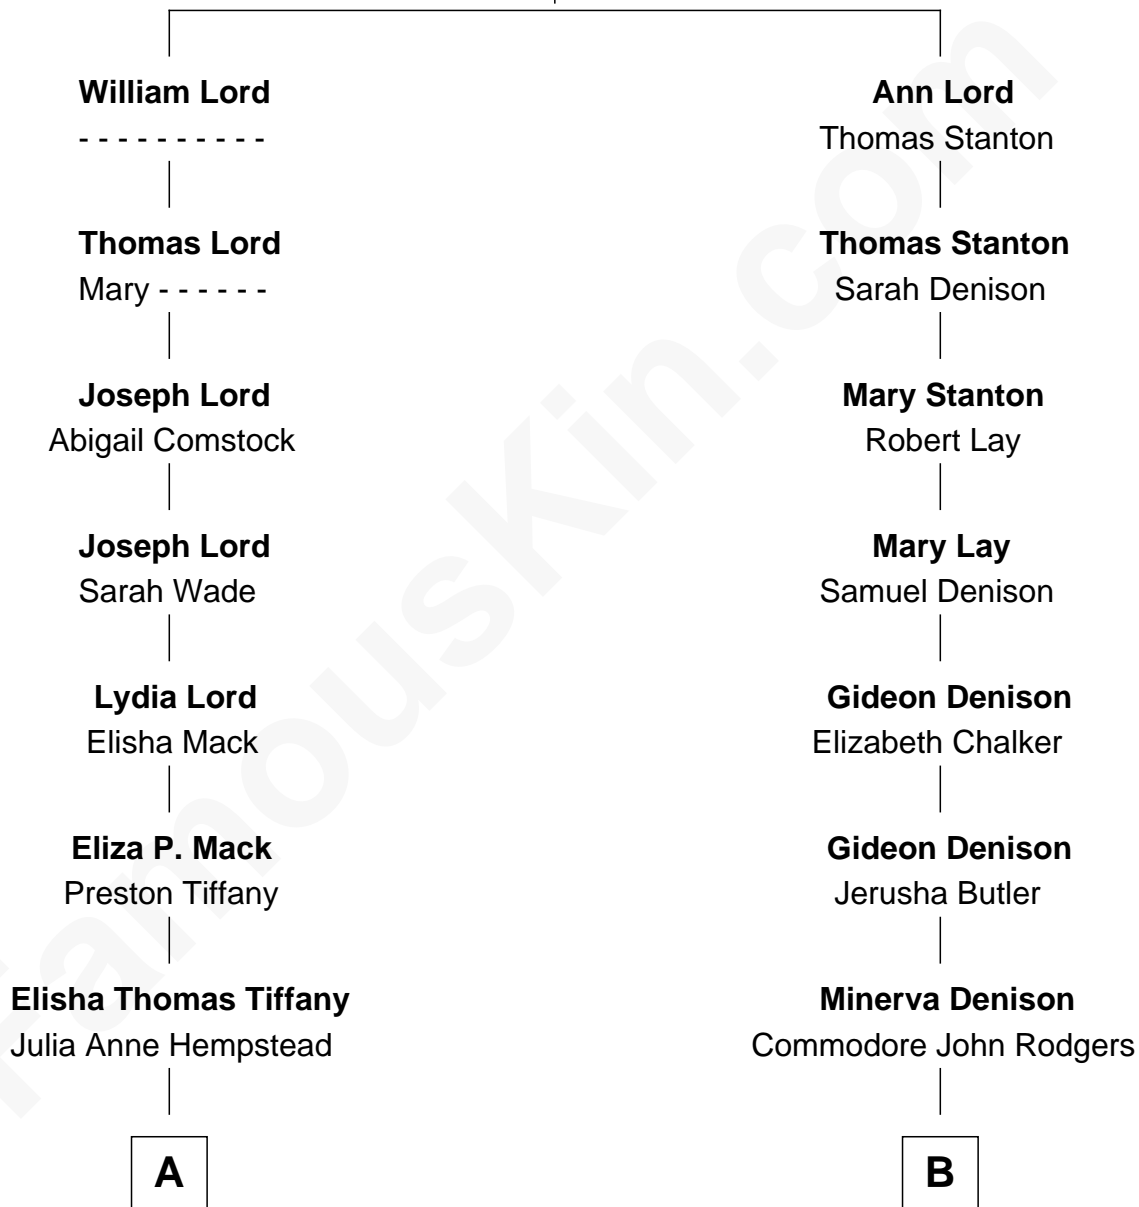 William Lord
- - - - - - - - - -
Thomas Lord
Mary - - - - - -
Joseph Lord
Abigail Comstock
Joseph Lord
Sarah Wade
Lydia Lord
Elisha Mack
Eliza P. Mack
Preston Tiffany
Elisha Thomas Tiffany
Julia Anne Hempstead
A
Ann Lord
Thomas Stanton
Thomas Stanton
Sarah Denison
Mary Stanton
Robert Lay
Mary Lay
Samuel Denison
Gideon Denison
Elizabeth Chalker
Gideon Denison
Jerusha Butler
Minerva Denison
Commodore John Rodgers
B
FamousKin.com